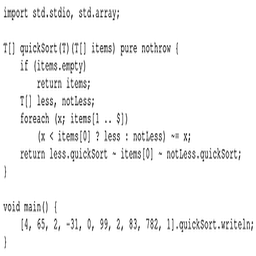 import std.stdio, std.array;

T[] quickSort(T)(T[] items) pure nothrow {
    if (items.empty)
        return items;
    T[] less, notLess;
    foreach (x; items[1 .. $])
        (x < items[0] ? less : notLess) ~= x;
    return less.quickSort ~ items[0] ~ notLess.quickSort;
}

void main() {
    [4, 65, 2, -31, 0, 99, 2, 83, 782, 1].quickSort.writeln;
}